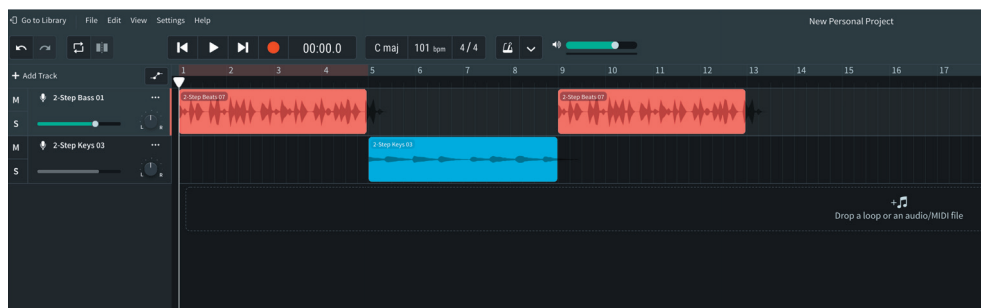 Go to Library File Edit View Settings Help New Personal Project
00:00.0 C maj 101 bpm 4/4
+ Add Track 1 2 3 4 5 6 7 8 9 10 11 12 13 14 15 16 17
M 2-Step Bass 01 ... 2-Step Beats 07 2-Step Beats 07
S L R
M 2-Step Keys 03 ... 2-Step Keys 03
S L R
+
Drop a loop or an audio/MIDI file